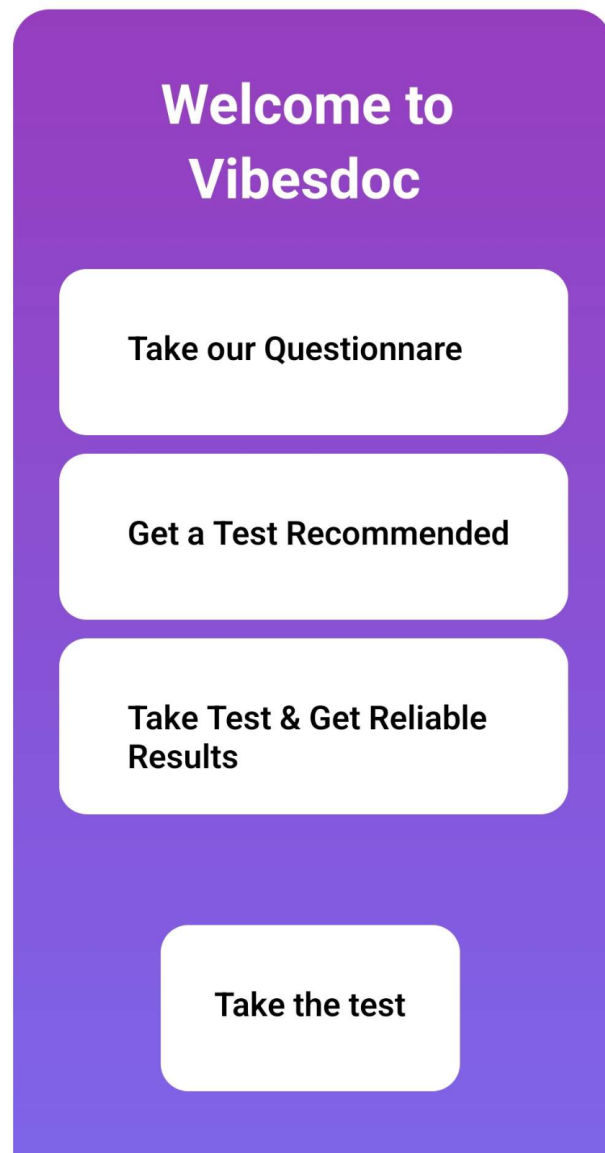 Welcome to
Vibesdoc
Take our Questionnare
Get a Test Recommended
Take Test & Get Reliable
Results
Take the test